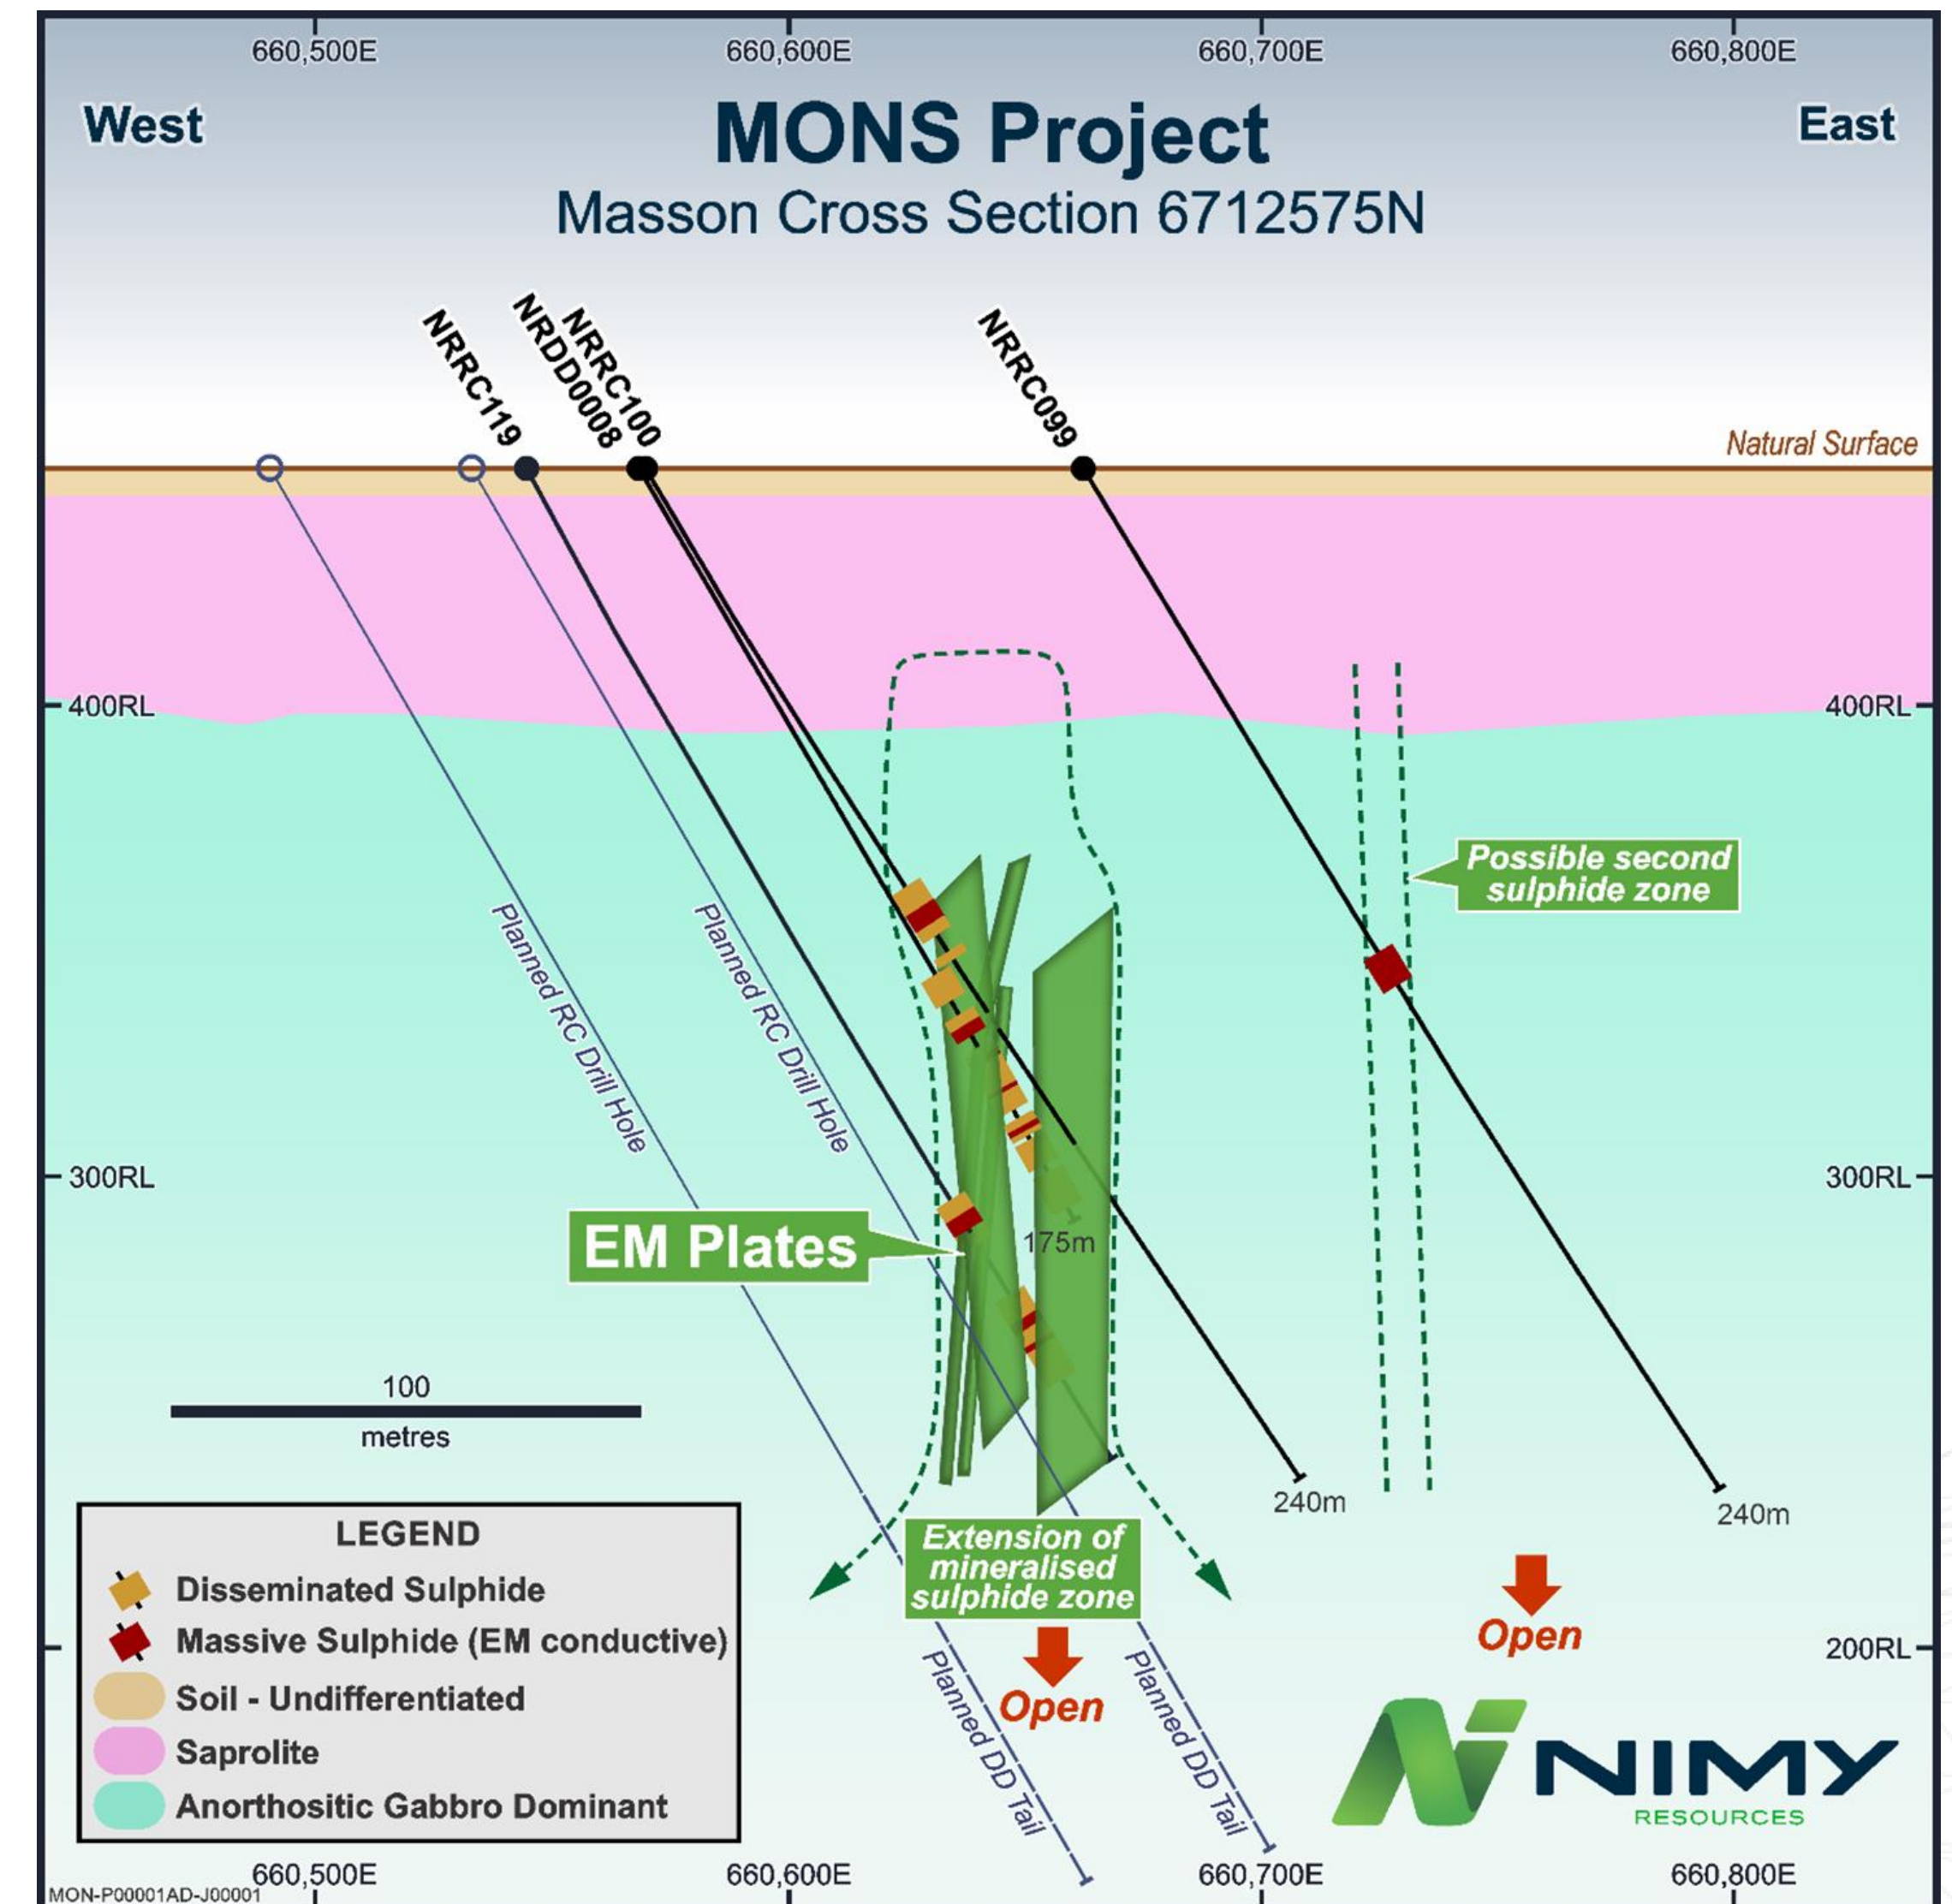 660,500E
660,600E
660,700E
660,800E
West
MONS Project
East
Masson Cross Section 6712575N
NRRC119
NRDD0008
NRRC100
NRRC099
Natural Surface
400RL
400RL
Possible second
sulphide zone
Planned RC Drill Hole
Planned RC Drill Hole
300RL
300RL
EM Plates
175m
100
metres
240m
240m
LEGEND
Disseminated Sulphide
Massive Sulphide (EM conductive)
Soil - Undifferentiated
Saprolite
Anorthositic Gabbro Dominant
Extension of
mineralised
sulphide zone
Open
Open
200RL
Planned DD Tail
Planned DD Tail
NIMY
RESOURCES
660,500E
660,600E
660,700E
660,800E
MON-P00001AD-J00001